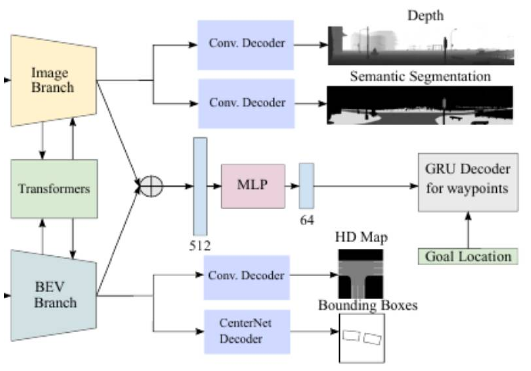 Depth
Image
Branch
Conv. Decoder
Semantic Segmentation
Conv. Decoder
Transformers
MLP
GRU Decoder
for waypoints
512
64
HD Map
Goal Location
BEV
Branch
Conv. Decoder
Bounding Boxes
CenterNet
Decoder